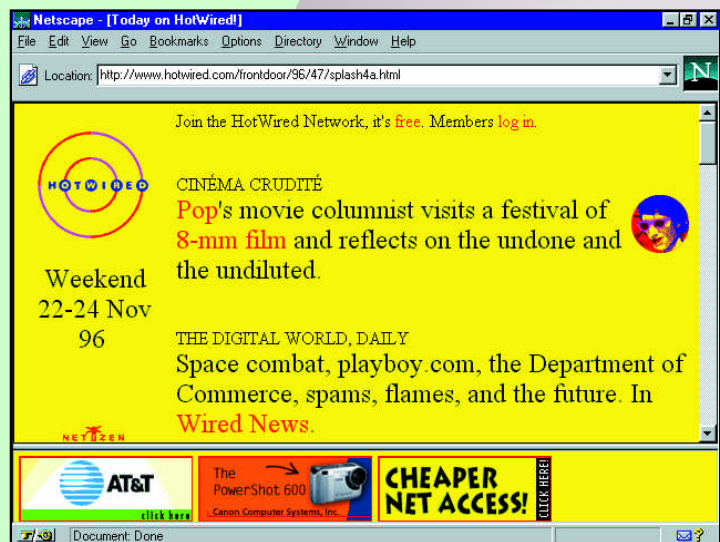 Netscape - [Today on HotWired!]
File Edit View Go Bookmarks Options Directory Window Help
Location: http://www.hotwired.com/frontdoor/96/47/splash4a.html
N
Join the HotWired Network, it's free. Members log in.
HOTWIRED
CINÉMA CRUDITÉ
Pop's movie columnist visits a festival of
8-mm film and reflects on the undone and
the undiluted.
Weekend
22-24 Nov
96
THE DIGITAL WORLD, DAILY
Space combat, playboy.com, the Department of
Commerce, spams, flames, and the future. In
Wired News.
NETIZEN
AT&T
click here
The
PowerShot 600
Canon Computer Systems, Inc.
CHEAPER
NET ACCESS!
CLICK HERE!
Document: Done